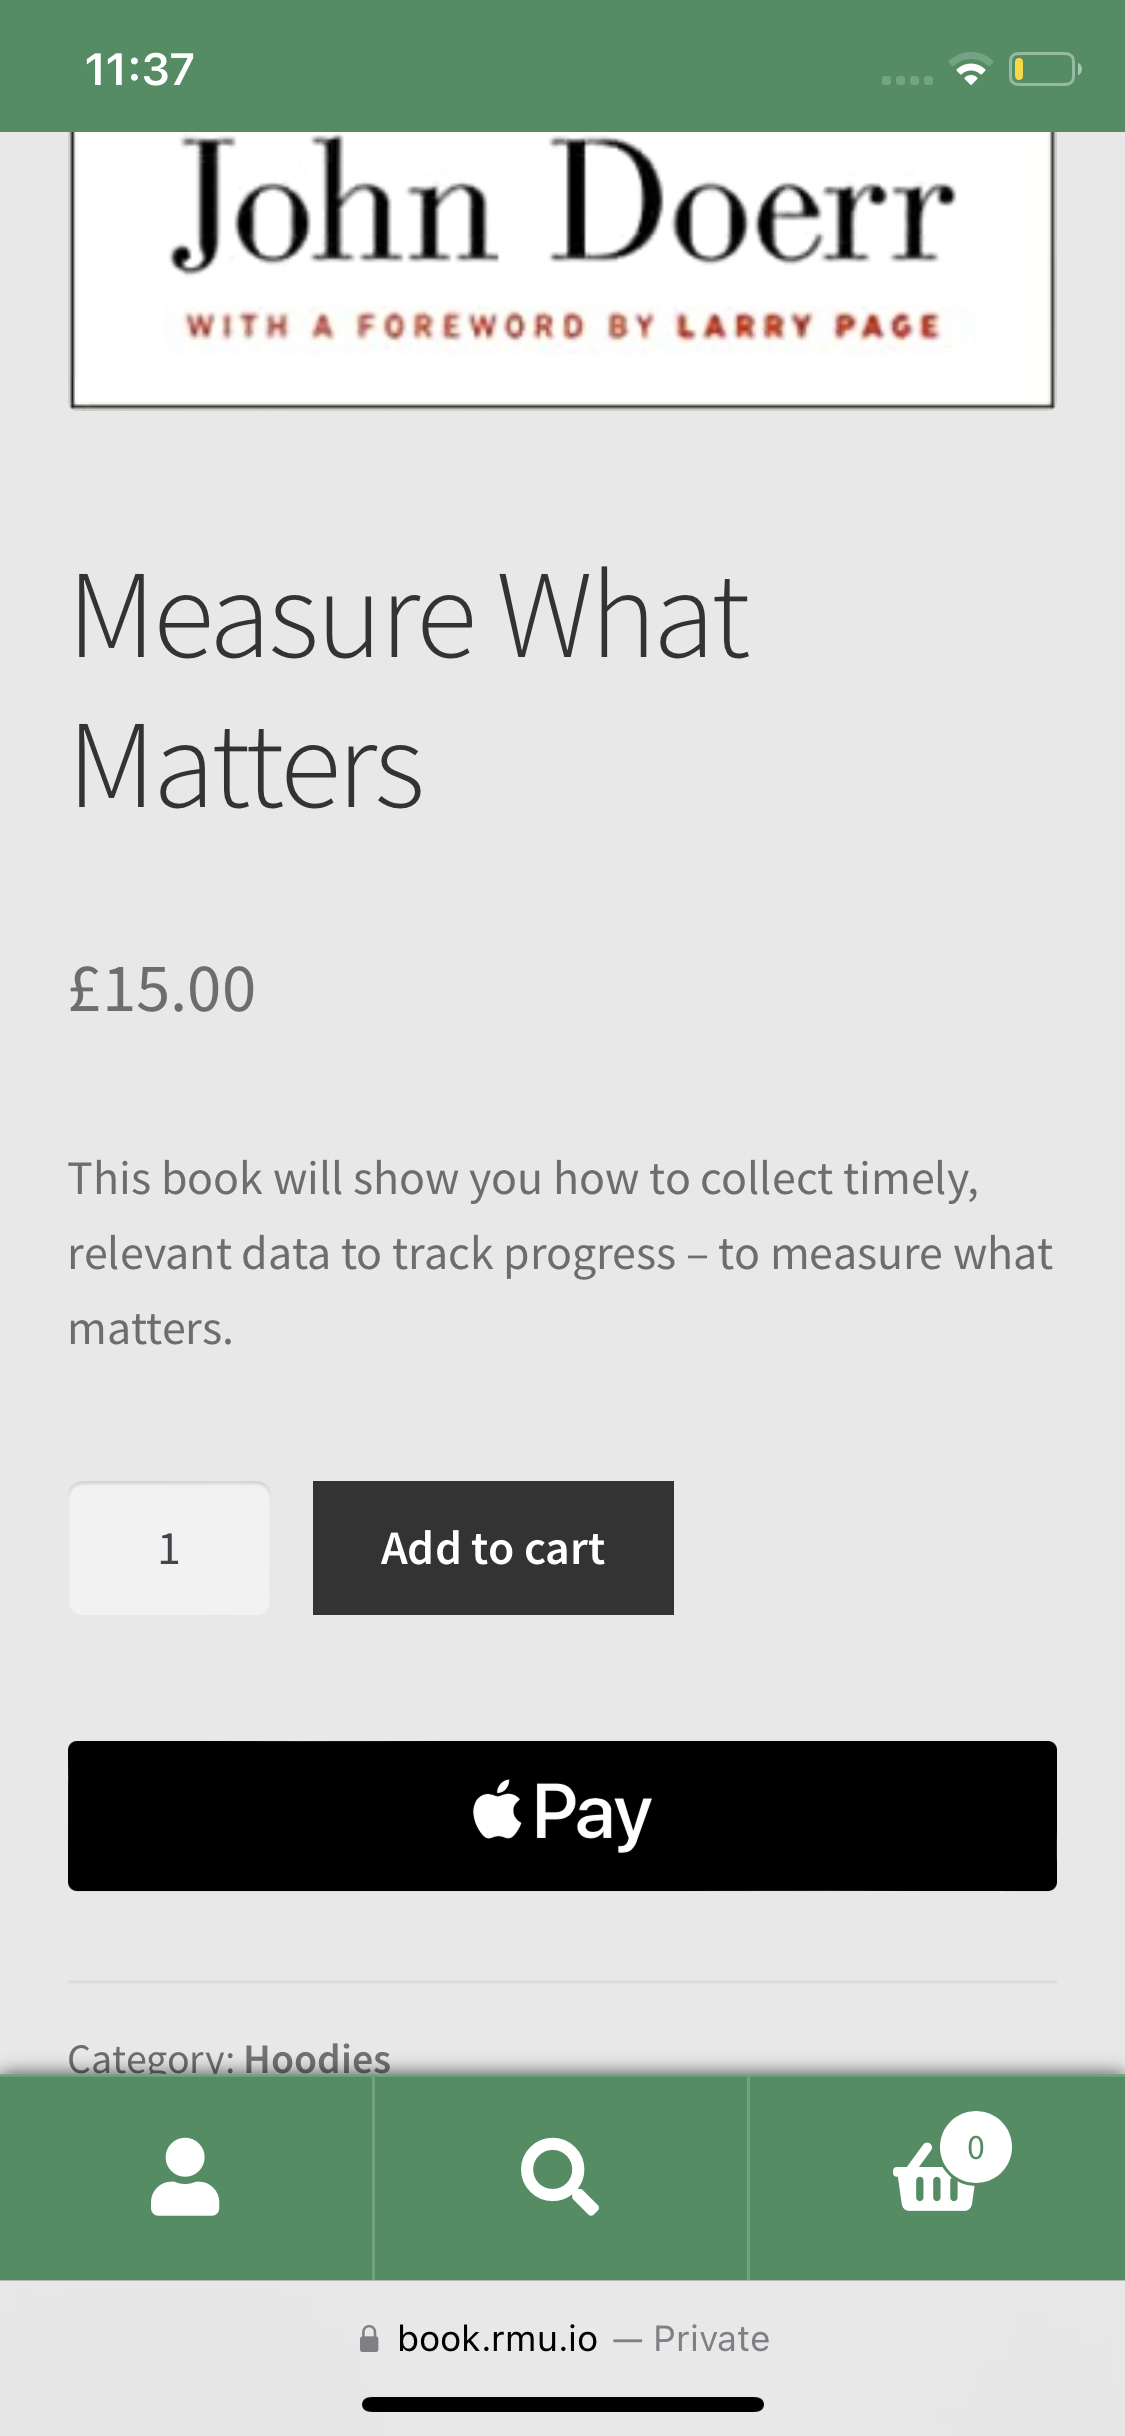 11:37
John Doerr
WITH A FOREWORD BY LARRY PAGE
Measure What
Matters
£15.00
This book will show you how to collect timely,
relevant data to track progress – to measure what
matters.
1
Add to cart
Pay
Category: Hoodies
0
book.rmu.io — Private